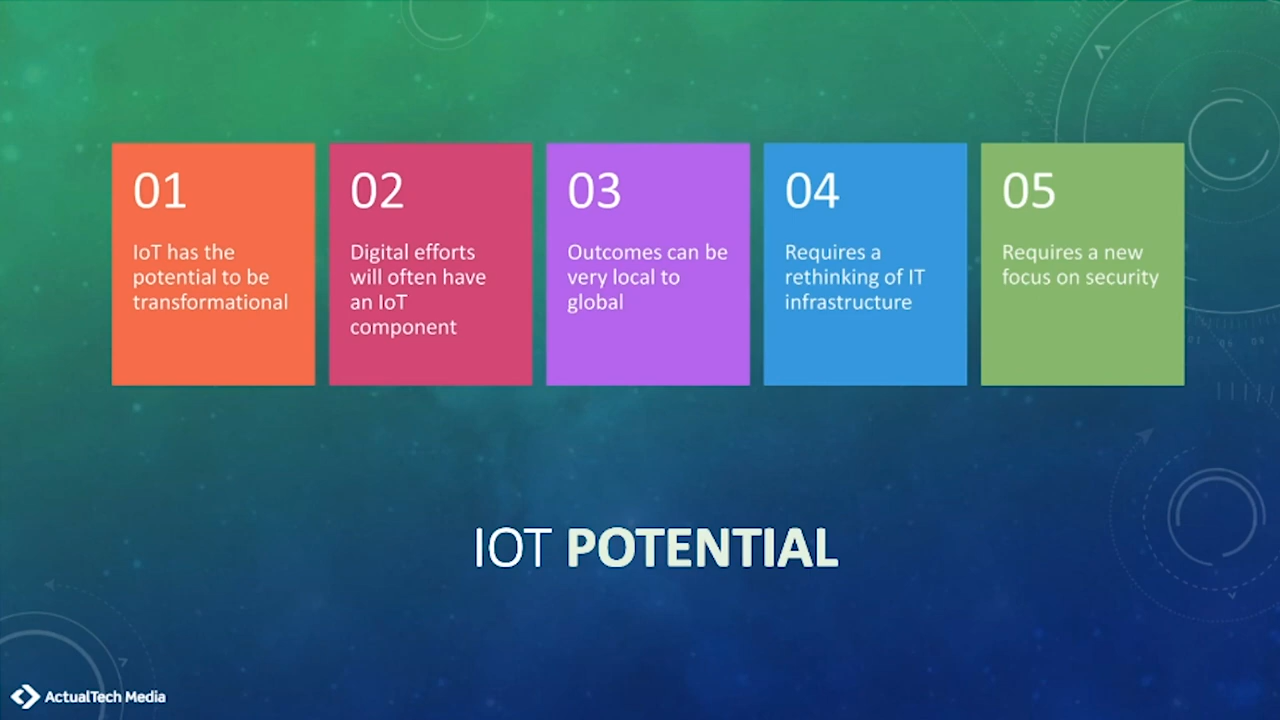 01
IoT has the
potential to be
transformational
02
Digital efforts
will often have
an IoT
component
03
Outcomes can be
very local to
global
04
Requires a
rethinking of IT
infrastructure
05
Requires a new
focus on security
IOT POTENTIAL
ActualTech Media